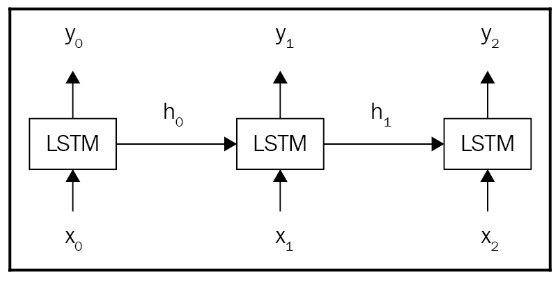 y₀ y₁ y₂
h₀ h₁
LSTM LSTM LSTM
x₀ x₁ x₂